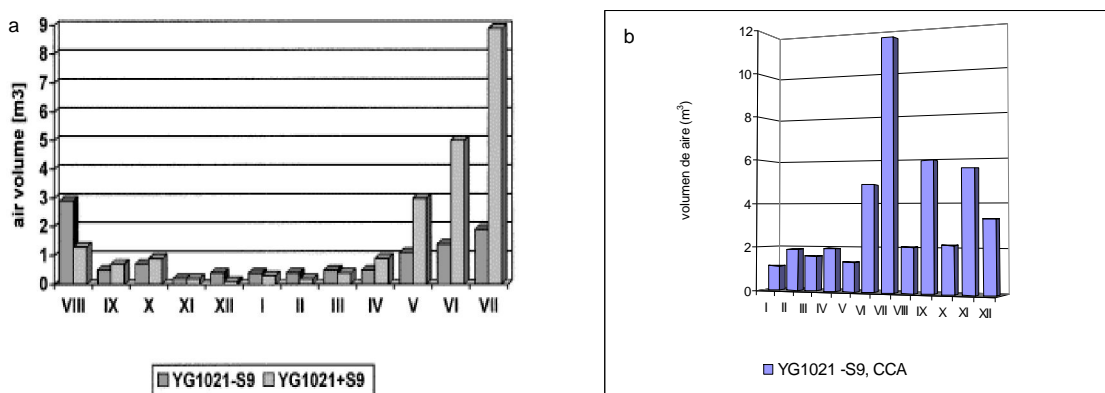 a
air volume [m3]
9
8
7
6
5
4
3
2
1
0
VIII IX X XI XII I II III IV V VI VII
YG1021-S9 YG1021+S9
b
volumen de aire (m³)
12
10
8
6
4
2
0
I II III IV V VI VII VIII IX X XI XII
YG1021 -S9, CCA